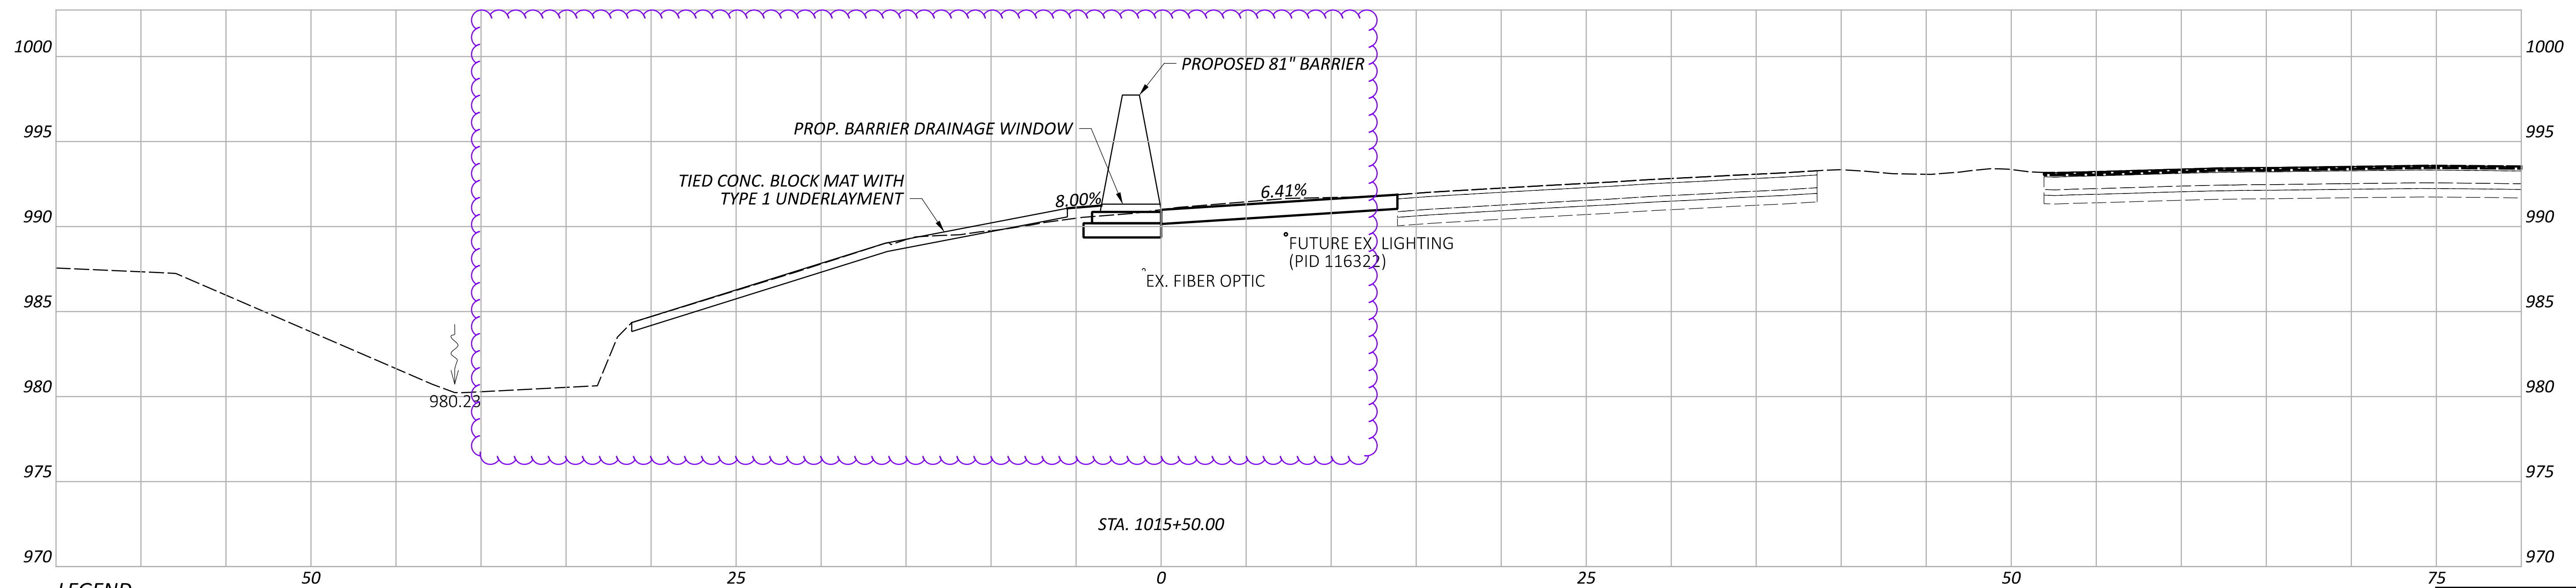 1000
1000
PROPOSED 81" BARRIER
995
PROP. BARRIER DRAINAGE WINDOW
995
TIED CONC. BLOCK MAT WITH
TYPE 1 UNDERLAYMENT
8.00%
6.41%
990
990
FUTURE EX. LIGHTING
(PID 116322)
EX. FIBER OPTIC
985
985
980
980.23
980
975
975
STA. 1015+50.00
970
970
50
25
0
25
50
75
LEGEND